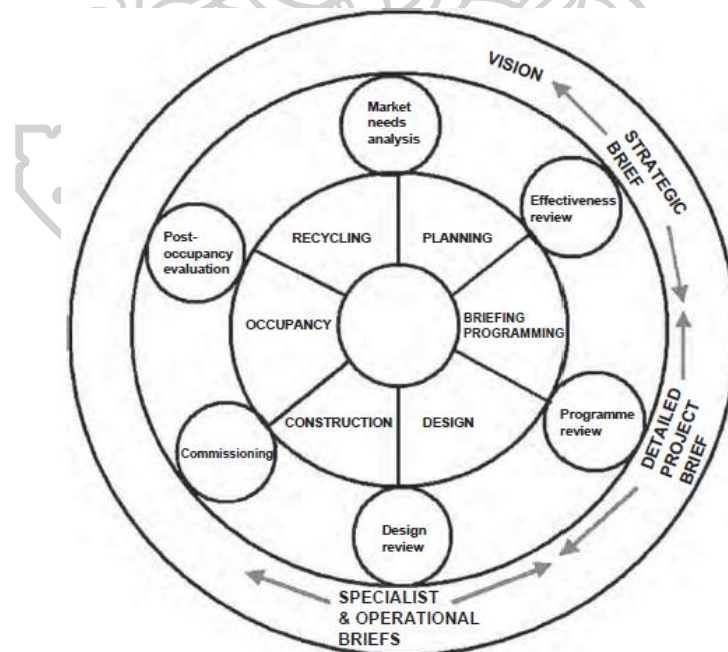 VISION
STRATEGIC
BRIEF
Market
needs
analysis
Effectiveness
review
Post-
occupancy
evaluation
RECYCLING
PLANNING
OCCUPANCY
BRIEFING
PROGRAMMING
CONSTRUCTION
DESIGN
Programme
review
DETAILED
PROJECT
BRIEF
Commissioning
Design
review
SPECIALIST
& OPERATIONAL
BRIEFS